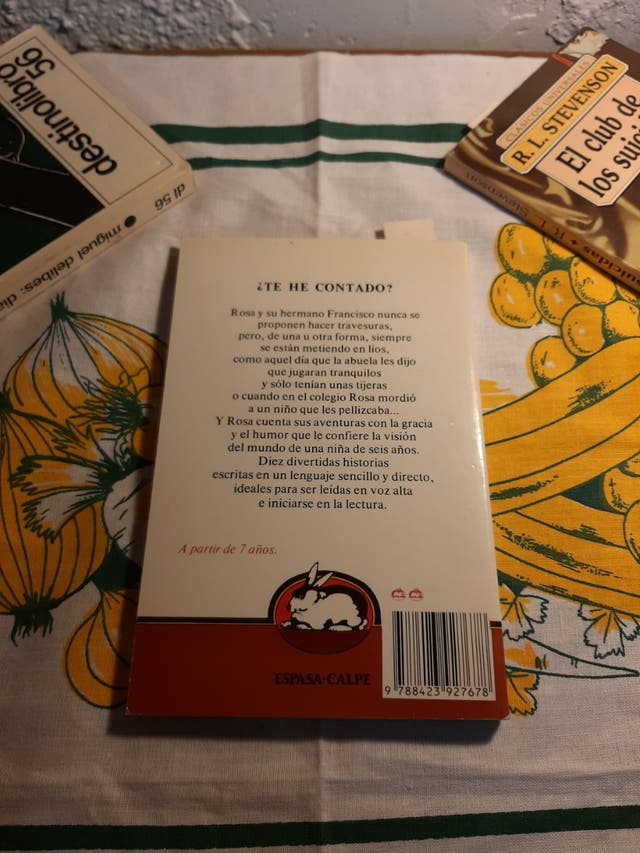 destinolibro
56
dl 56
miguel delibes:
CLÁSICOS UNIVERSALES
R. L. STEVENSON
El club de
los
R. L. Stevenson
¿TE HE CONTADO?
Rosa y su hermano Francisco nunca se
proponen hacer travesuras,
pero, de una u otra forma, siempre
se están metiendo en líos,
como aquel día que la abuela les dijo
que jugaran tranquilos
y sólo tenían unas tijeras
o cuando en el colegio Rosa mordió
a un niño que les pellizcaba...
Y Rosa cuenta sus aventuras con la gracia
y el humor que le confiere la visión
del mundo de una niña de seis años.
Diez divertidas historias
escritas en un lenguaje sencillo y directo,
ideales para ser leídas en voz alta
e iniciarse en la lectura.
A partir de 7 años.
ESPASA-CALPE
9 788423 927678